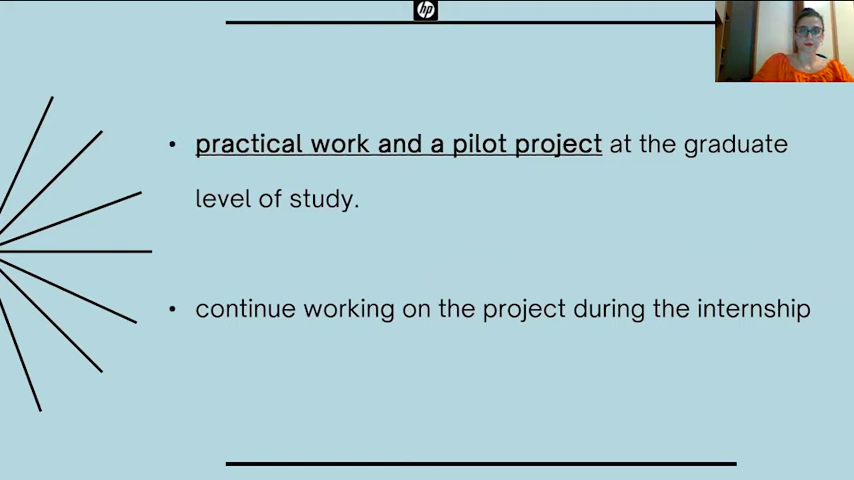 hp
• practical work and a pilot project at the graduate
level of study.
• continue working on the project during the internship